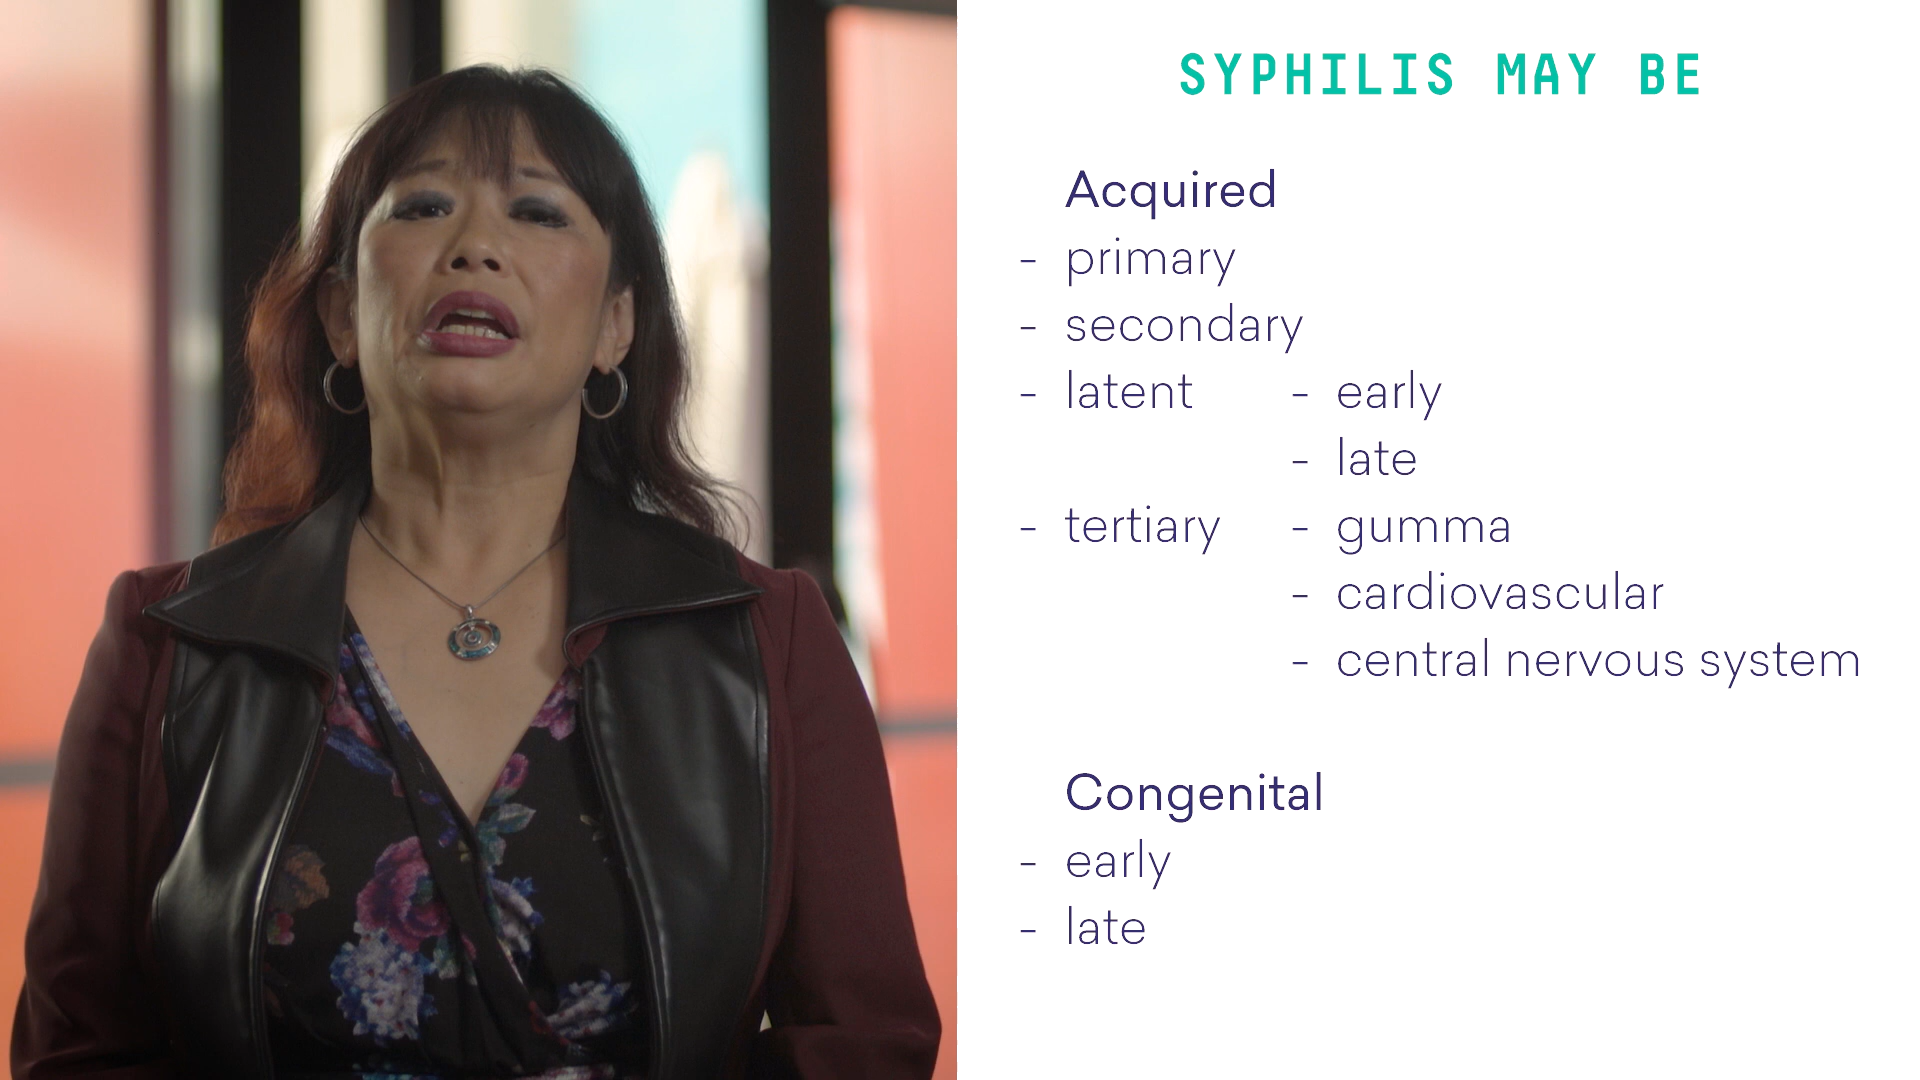 SYPHILIS MAY BE
Acquired
- primary
- secondary
- latent - early
- late
- tertiary - gumma
- cardiovascular
- central nervous system
Congenital
- early
- late